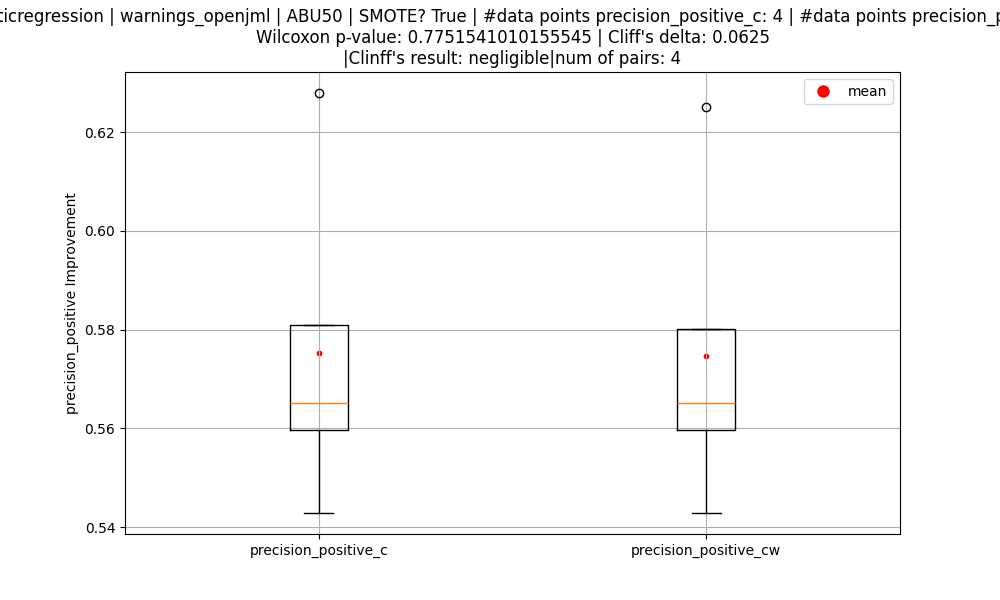 ticregression | warnings_openjml | ABU50 | SMOTE? True | #data points precision_positive_c: 4 | #data points precision_p
Wilcoxon p-value: 0.7751541010155545 | Cliff's delta: 0.0625
|Clinff's result: negligible|num of pairs: 4
mean
0.62
0.60
0.58
0.56
0.54
precision_positive Improvement
precision_positive_c
precision_positive_cw